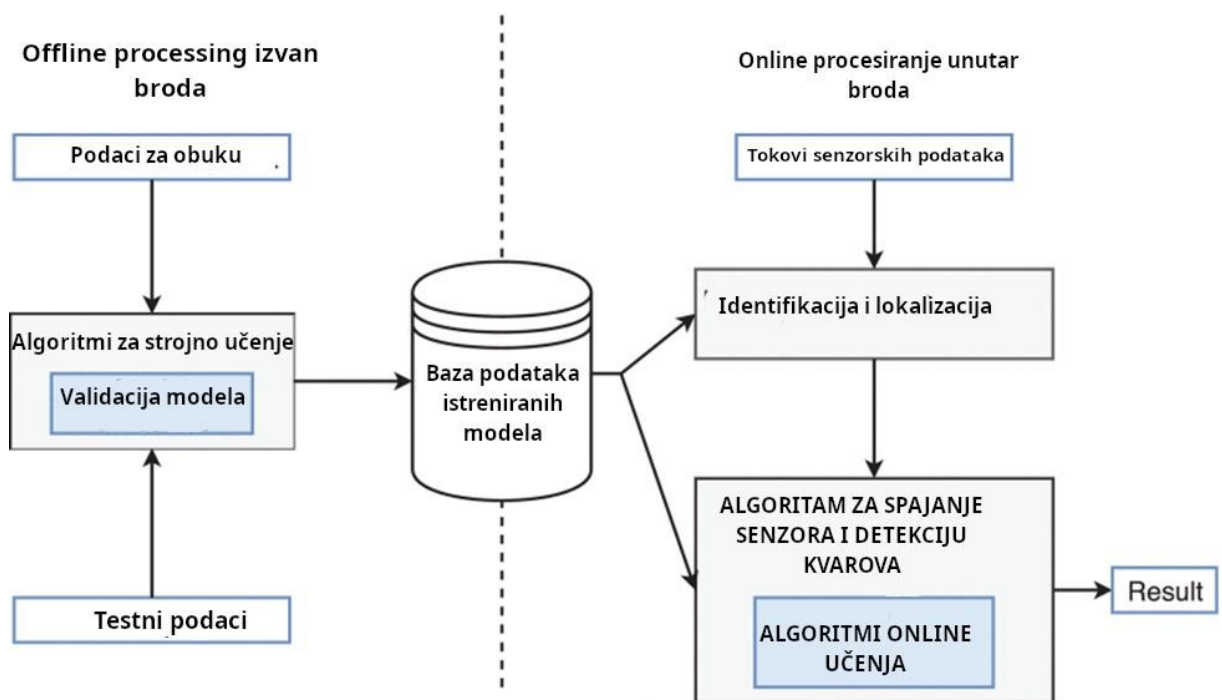 Offline processing izvan
broda
Podaci za obuku
Algoritmi za strojno učenje
Validacija modela
Testni podaci
Baza podataka
istreniranih
modela
Online procesiranje unutar
broda
Tokovi senzorskih podataka
Identifikacija i lokalizacija
ALGORITAM ZA SPAJANJE
SENZORA I DETEKCIJU
KVAROVA
ALGORITMI ONLINE
UČENJA
Result